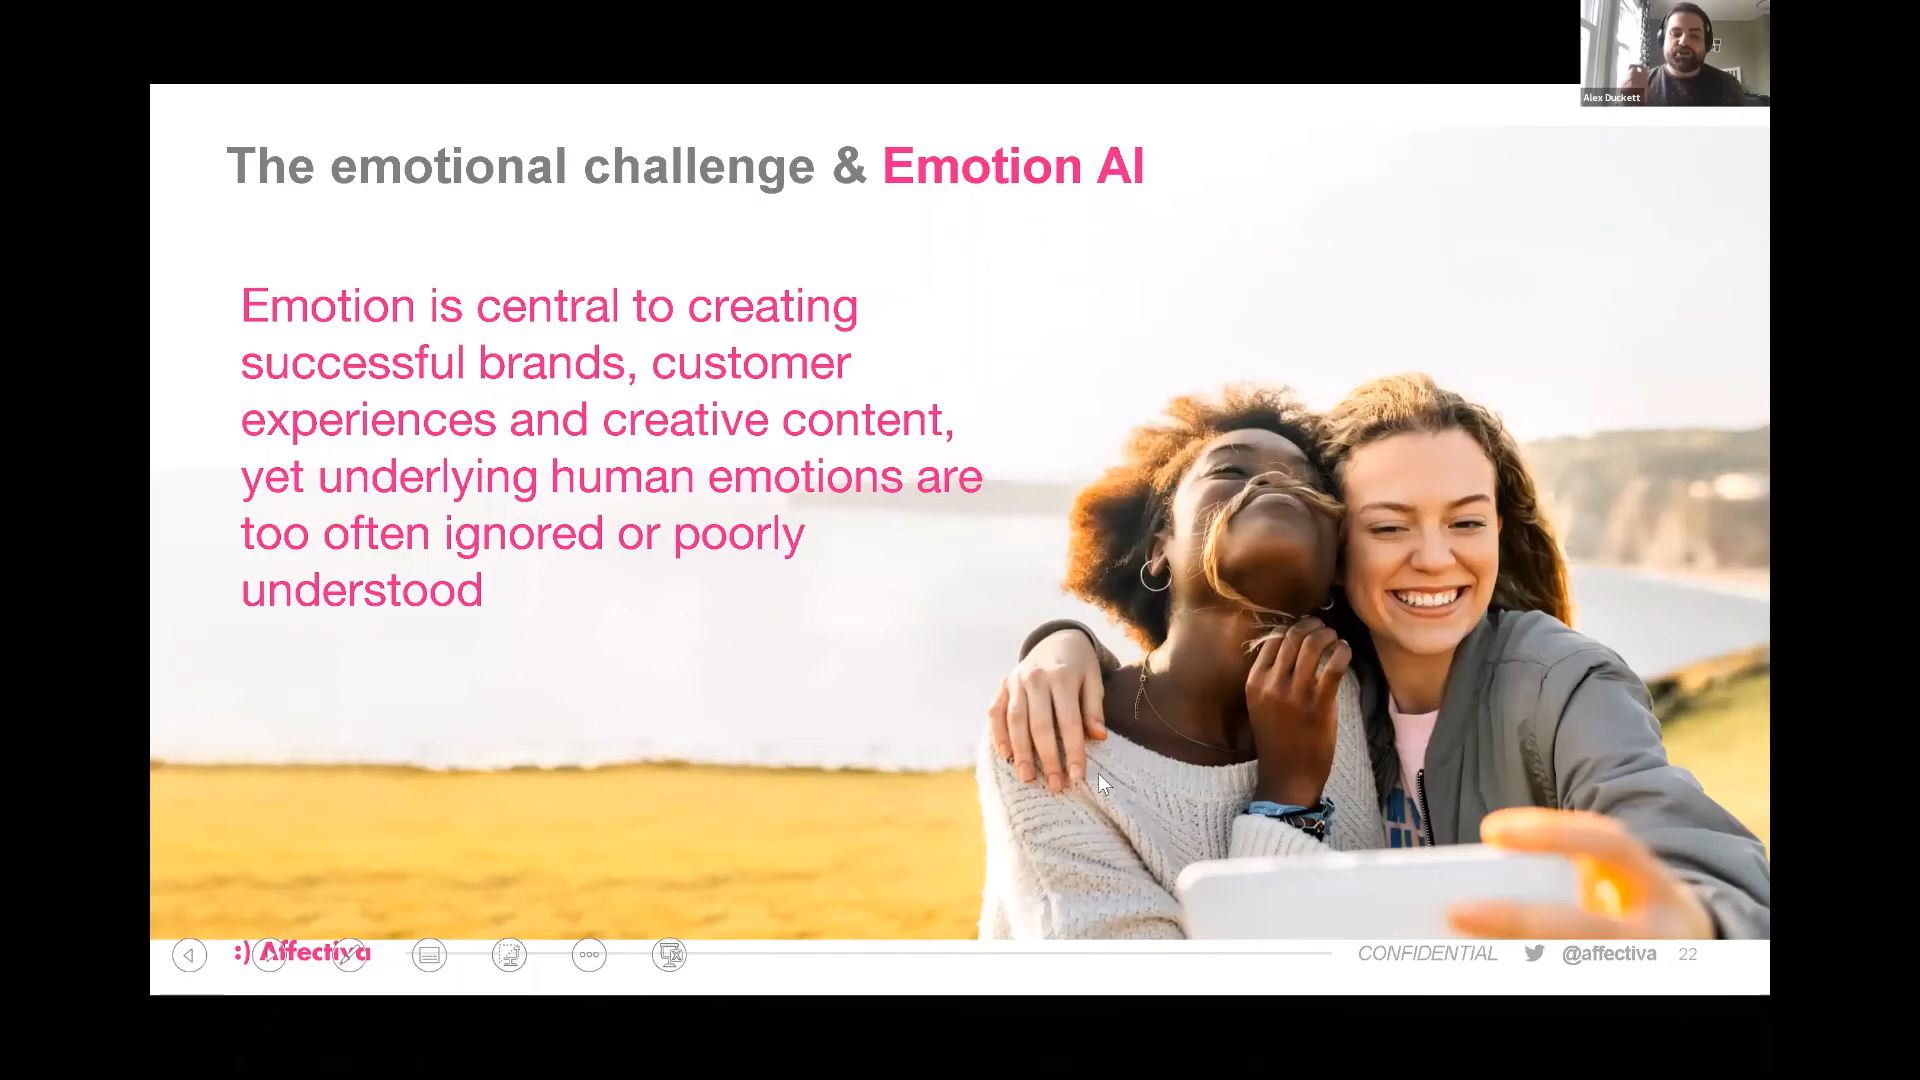 Alex Duckett
The emotional challenge & Emotion AI
Emotion is central to creating
successful brands, customer
experiences and creative content,
yet underlying human emotions are
too often ignored or poorly
understood
:) Affectiva
CONFIDENTIAL
@affectiva
22